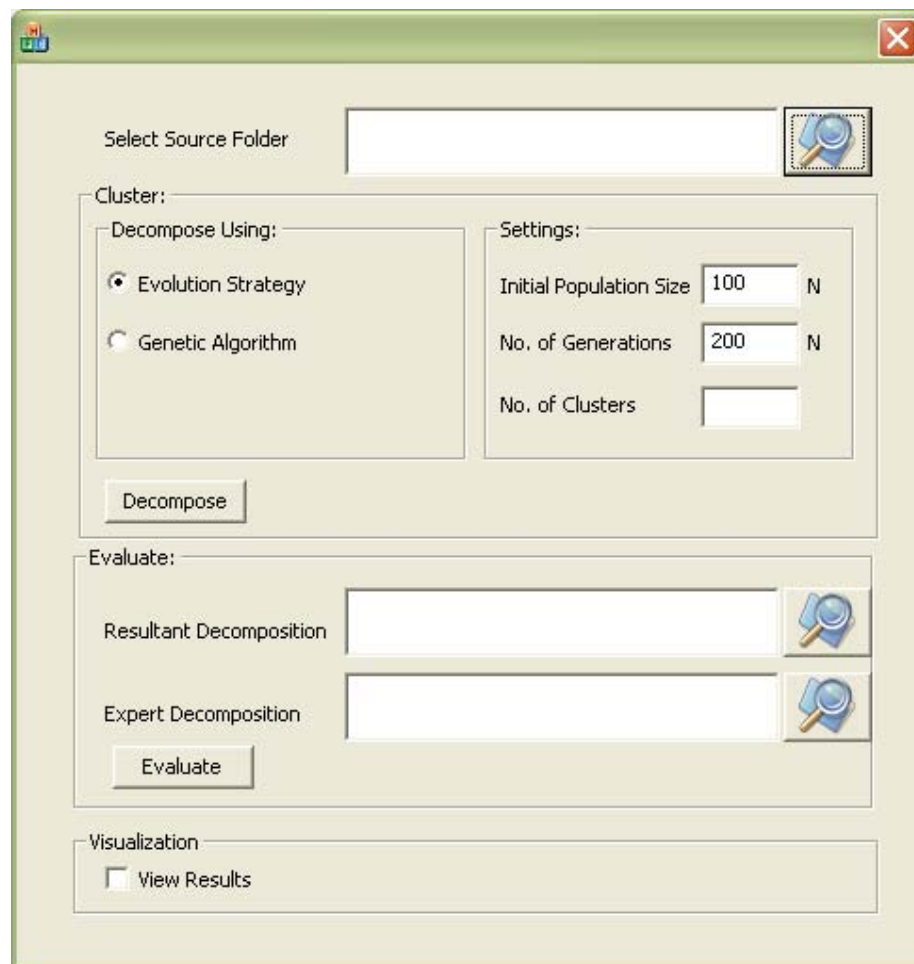 Select Source Folder
Cluster:
Decompose Using:
Evolution Strategy
Genetic Algorithm
Settings:
Initial Population Size 100 N
No. of Generations 200 N
No. of Clusters
Decompose
Evaluate:
Resultant Decomposition
Expert Decomposition
Evaluate
Visualization
View Results